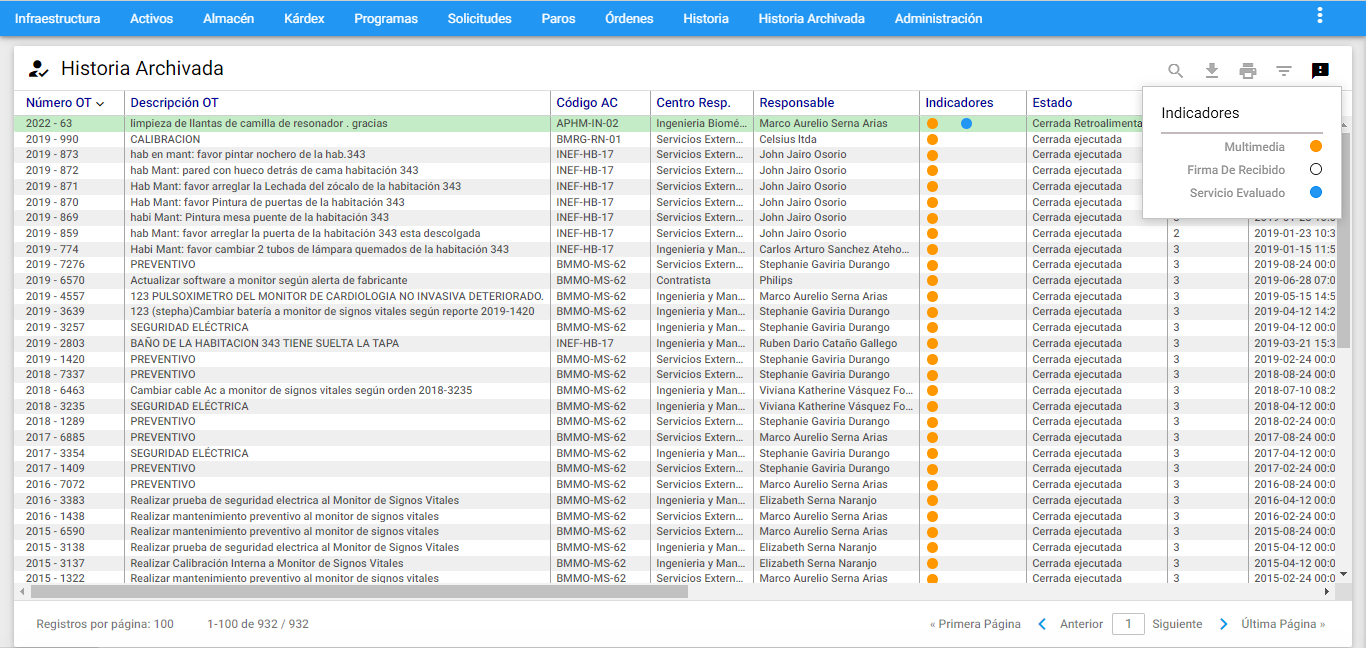 Infraestructura Activos Almacén Kárdex Programas Solicitudes Paros Órdenes Historia Historia Archivada Administración
Historia Archivada
Número OT Descripción OT Código AC Centro Resp. Responsable Indicadores Estado
Indicadores
Multimedia
Firma De Recibido
Servicio Evaluado
2022 - 63 limpieza de llantas de camilla de resonador . gracias APHM-IN-02 Ingenieria Biomé... Marco Aurelio Serna Arias Cerrada Retroalimenta
2019 - 990 CALIBRACION BMRG-RN-01 Servicios Extern... Celsius ltda Cerrada ejecutada
2019 - 873 hab en mant: favor pintar nochero de la hab.343 INEF-HB-17 Servicios Extern... John Jairo Osorio Cerrada ejecutada
2019 - 872 hab Mant: pared con hueco detrás de cama habitación 343 INEF-HB-17 Servicios Extern... John Jairo Osorio Cerrada ejecutada
2019 - 871 Hab Mant: favor arreglar la Lechada del zócalo de la habitación 343 INEF-HB-17 Servicios Extern... John Jairo Osorio Cerrada ejecutada
2019 - 870 Hab Mant: favor Pintura de puertas de la habitación 343 INEF-HB-17 Servicios Extern... John Jairo Osorio Cerrada ejecutada
2019 - 869 habi Mant: Pintura mesa puente de la habitación 343 INEF-HB-17 Servicios Extern... John Jairo Osorio Cerrada ejecutada
2019 - 859 hab Mant: favor arreglar la puerta de la habitación 343 esta descolgada INEF-HB-17 Servicios Extern... John Jairo Osorio Cerrada ejecutada 2 2019-01-23 10:3
2019 - 774 Habi Mant: favor cambiar 2 tubos de lámpara quemados de la habitación 343 INEF-HB-17 Ingenieria y Man... Carlos Arturo Sanchez Ateho... Cerrada ejecutada 3 2019-01-15 11:5
2019 - 7276 PREVENTIVO BMMO-MS-62 Servicios Extern... Stephanie Gaviria Durango Cerrada ejecutada 3 2019-08-24 00:0
2019 - 6570 Actualizar software a monitor según alerta de fabricante BMMO-MS-62 Contratista Philips Cerrada ejecutada 3 2019-06-28 07:0
2019 - 4557 123 PULSOXIMETRO DEL MONITOR DE CARDIOLOGIA NO INVASIVA DETERIORADO. BMMO-MS-62 Ingenieria y Man... Marco Aurelio Serna Arias Cerrada ejecutada 3 2019-05-15 14:5
2019 - 3639 123 (stepha)Cambiar batería a monitor de signos vitales según reporte 2019-1420 BMMO-MS-62 Ingenieria y Man... Stephanie Gaviria Durango Cerrada ejecutada 3 2019-04-12 14:2
2019 - 3257 SEGURIDAD ELÉCTRICA BMMO-MS-62 Ingenieria y Man... Stephanie Gaviria Durango Cerrada ejecutada 3 2019-04-12 00:0
2019 - 2803 BAÑO DE LA HABITACION 343 TIENE SUELTA LA TAPA INEF-HB-17 Ingenieria y Man... Ruben Dario Cataño Gallego Cerrada ejecutada 3 2019-03-21 15:3
2019 - 1420 PREVENTIVO BMMO-MS-62 Servicios Extern... Stephanie Gaviria Durango Cerrada ejecutada 3 2019-02-24 00:0
2018 - 7337 PREVENTIVO BMMO-MS-62 Servicios Extern... Stephanie Gaviria Durango Cerrada ejecutada 3 2018-08-24 00:0
2018 - 6463 Cambiar cable Ac a monitor de signos vitales según orden 2018-3235 BMMO-MS-62 Ingenieria y Man... Viviana Katherine Vásquez Fo... Cerrada ejecutada 3 2018-07-10 08:2
2018 - 3235 SEGURIDAD ELÉCTRICA BMMO-MS-62 Ingenieria y Man... Viviana Katherine Vásquez Fo... Cerrada ejecutada 3 2018-04-12 00:0
2018 - 1289 PREVENTIVO BMMO-MS-62 Servicios Extern... Stephanie Gaviria Durango Cerrada ejecutada 3 2018-02-24 00:0
2017 - 6885 PREVENTIVO BMMO-MS-62 Servicios Extern... Marco Aurelio Serna Arias Cerrada ejecutada 3 2017-08-24 00:0
2017 - 3354 SEGURIDAD ELÉCTRICA BMMO-MS-62 Ingenieria y Man... Stephanie Gaviria Durango Cerrada ejecutada 3 2017-04-12 00:0
2017 - 1409 PREVENTIVO BMMO-MS-62 Servicios Extern... Stephanie Gaviria Durango Cerrada ejecutada 3 2017-02-24 00:0
2016 - 7072 PREVENTIVO BMMO-MS-62 Servicios Extern... Marco Aurelio Serna Arias Cerrada ejecutada 3 2016-08-24 00:0
2016 - 3383 Realizar prueba de seguridad electrica al Monitor de Signos Vitales BMMO-MS-62 Ingenieria y Man... Elizabeth Serna Naranjo Cerrada ejecutada 3 2016-04-12 00:0
2016 - 1438 Realizar mantenimiento preventivo al monitor de signos vitales BMMO-MS-62 Servicios Extern... Marco Aurelio Serna Arias Cerrada ejecutada 3 2016-02-24 00:0
2015 - 6590 Realizar mantenimiento preventivo al monitor de signos vitales BMMO-MS-62 Servicios Extern... Marco Aurelio Serna Arias Cerrada ejecutada 3 2015-08-24 00:0
2015 - 3138 Realizar prueba de seguridad electrica al Monitor de Signos Vitales BMMO-MS-62 Ingenieria y Man... Elizabeth Serna Naranjo Cerrada ejecutada 3 2015-04-12 00:0
2015 - 3137 Realizar Calibración Interna a Monitor de Signos Vitales BMMO-MS-62 Ingenieria y Man... Elizabeth Serna Naranjo Cerrada ejecutada 3 2015-04-12 00:0
2015 - 1322 Realizar mantenimiento preventivo al monitor de signos vitales BMMO-MS-62 Servicios Extern... Marco Aurelio Serna Arias Cerrada ejecutada 3 2015-02-24 00:0
Registros por página: 100 1-100 de 932 / 932 « Primera Página Anterior 1 Siguiente Última Página »